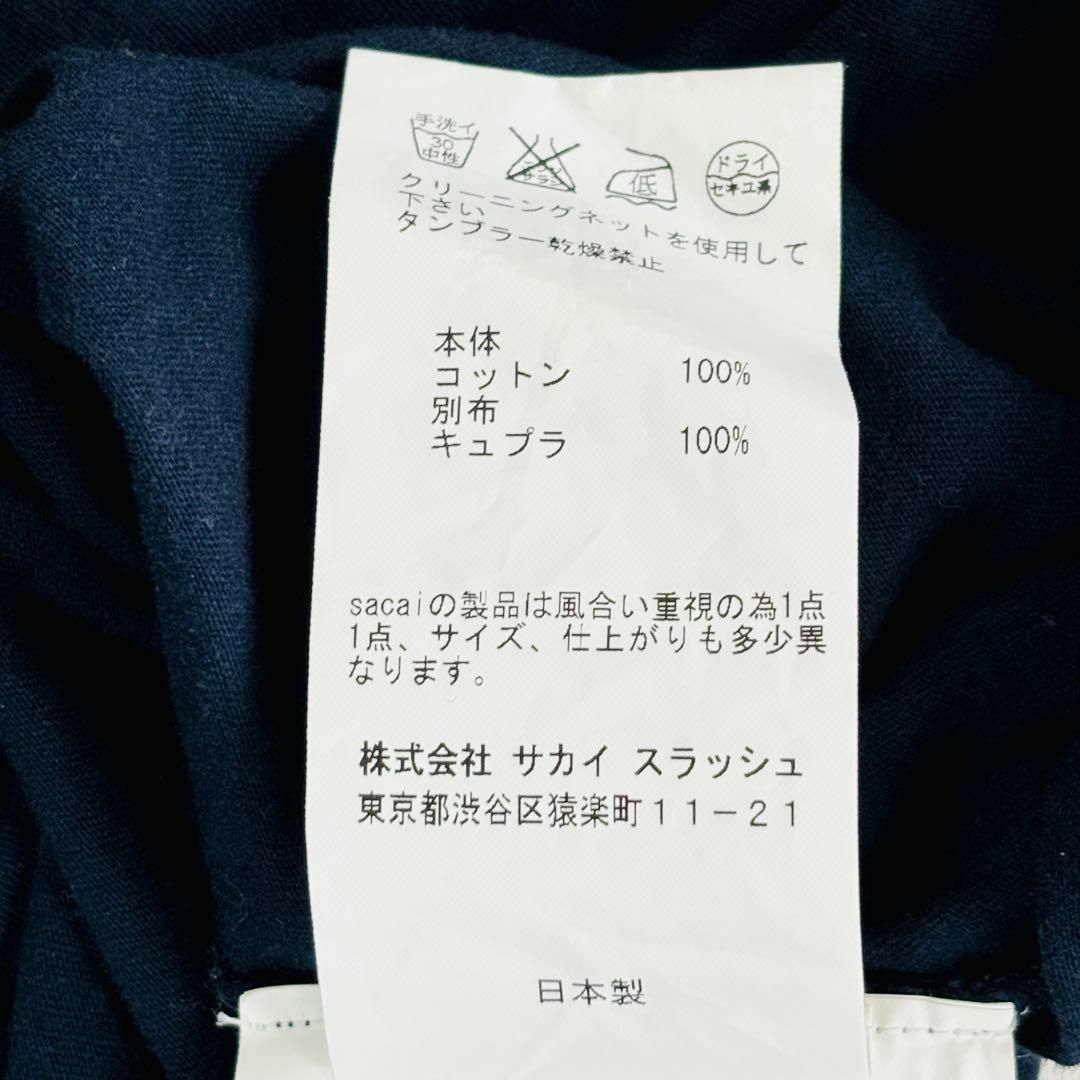 手洗イ
30
中性
エンソ
サラシ
低
ドライ
セキユ系
クリーニングネットを使用して
下さい
タンブラー乾燥禁止
本体
コットン 100%
別布
キュプラ 100%
sacaiの製品は風合い重視の為1点
1点、サイズ、仕上がりも多少異
なります。
株式会社 サカイ スラッシュ
東京都渋谷区猿楽町11−21
日本製